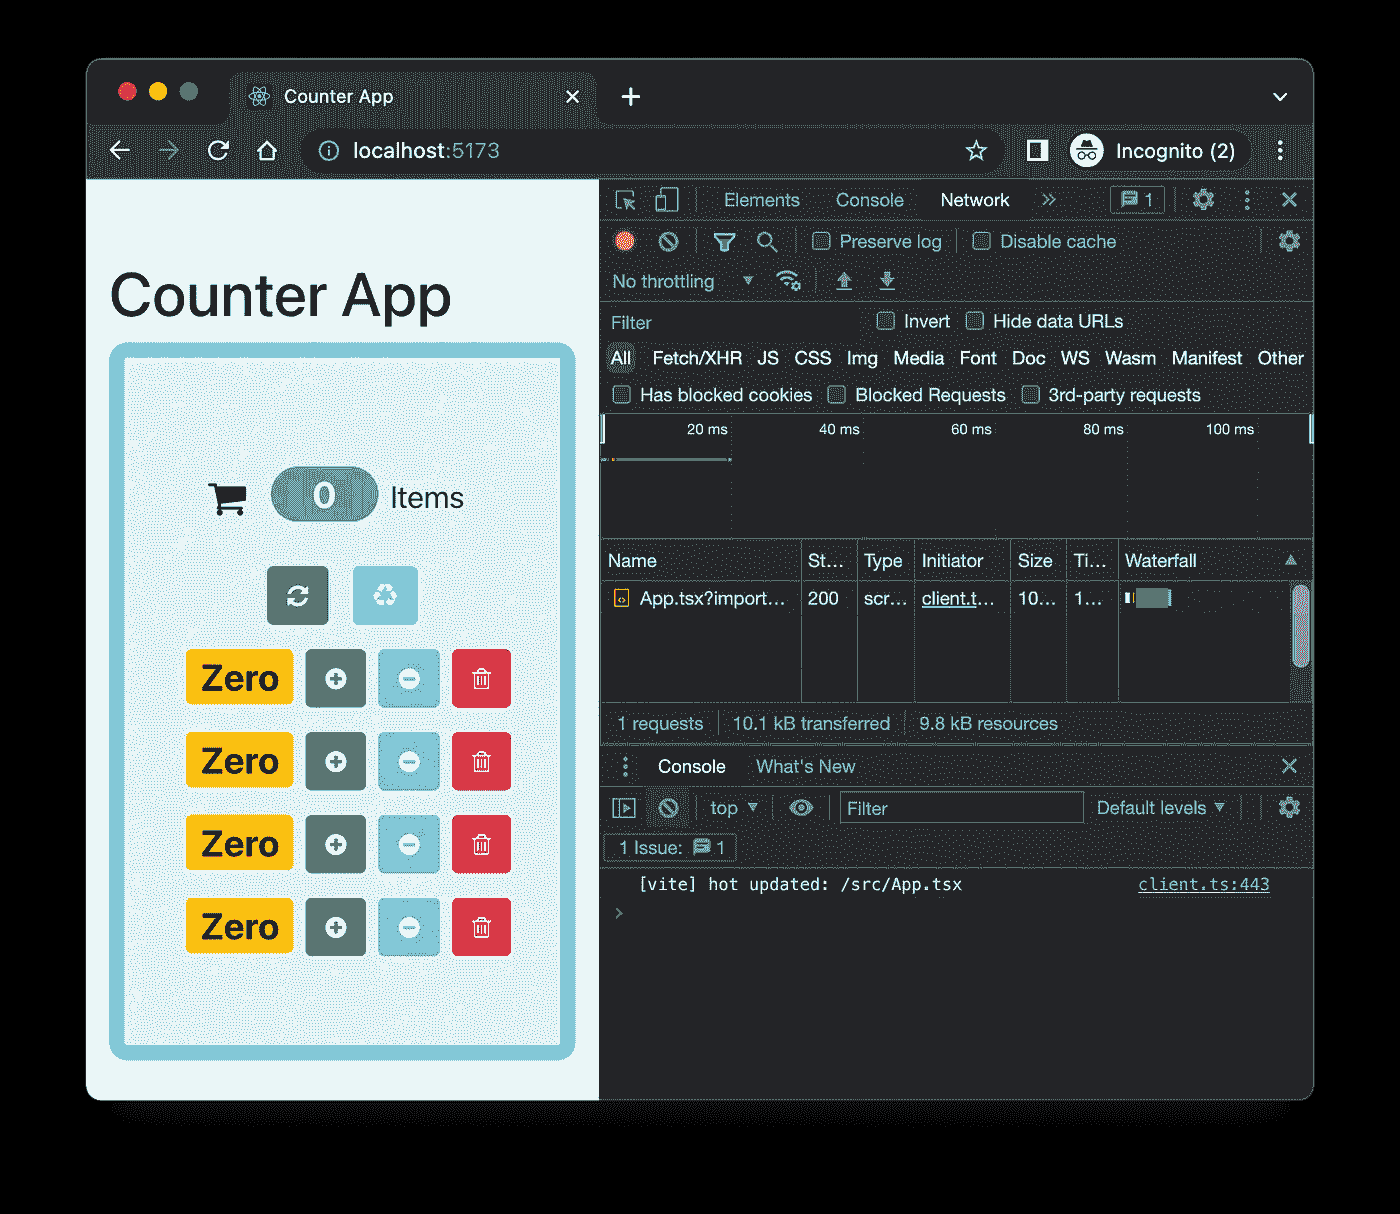 Counter App
localhost:5173
Incognito (2)
Counter App
0 Items
Zero
Zero
Zero
Zero
Elements Console Network 1
Preserve log Disable cache
No throttling
Filter Invert Hide data URLs
All Fetch/XHR JS CSS Img Media Font Doc WS Wasm Manifest Other
Has blocked cookies Blocked Requests 3rd-party requests
20 ms 40 ms 60 ms 80 ms 100 ms
Name St... Type Initiator Size Ti... Waterfall
App.tsx?import... 200 scr... client.t... 10... 1...
1 requests 10.1 kB transferred 9.8 kB resources
Console What's New
top Filter Default levels
1 Issue: 1
[vite] hot updated: /src/App.tsx client.ts:443